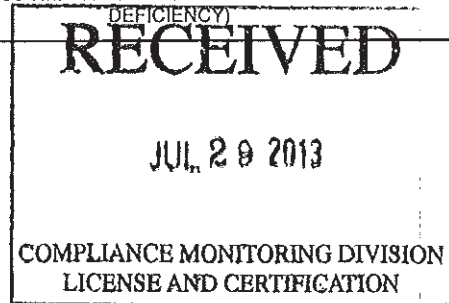 DEFICIENCY)
RECEIVED
JUL 29 2013
COMPLIANCE MONITORING DIVISION
LICENSE AND CERTIFICATION